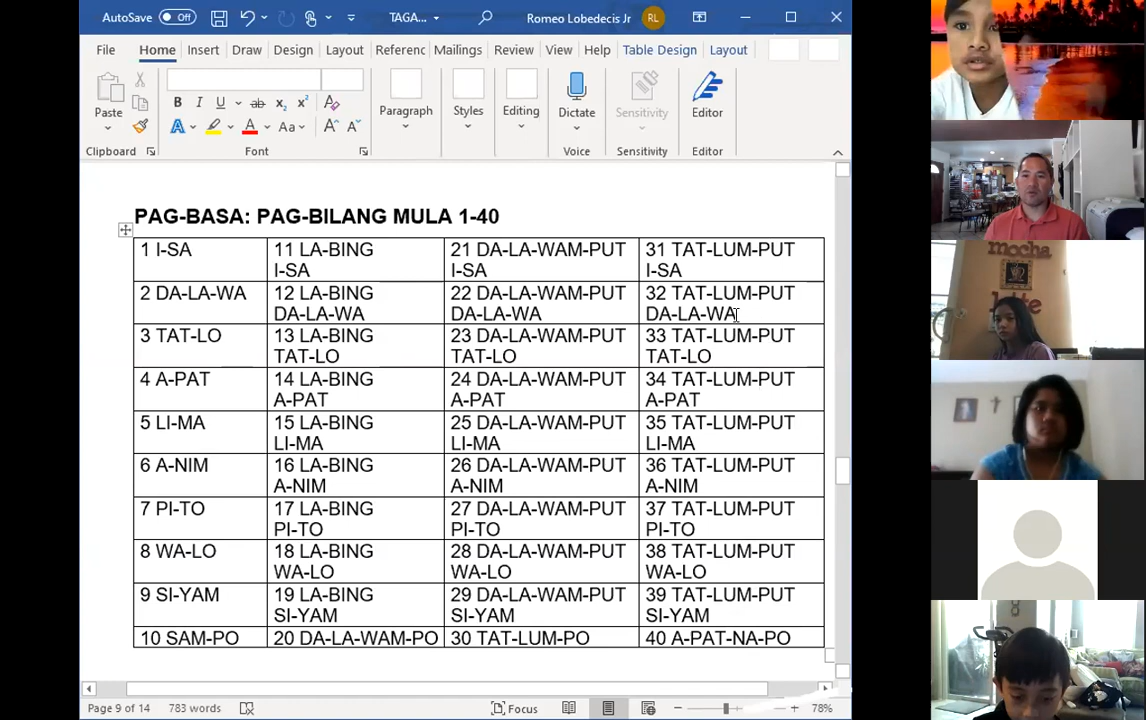 AutoSave Off TAGA... Romeo Lobedecis Jr RL
File Home Insert Draw Design Layout Referenc Mailings Review View Help Table Design Layout
Paste B I U ab x₂ x² A A Aa A A Paragraph Styles Editing Dictate Sensitivity Editor
Clipboard Font Voice Sensitivity Editor
PAG-BASA: PAG-BILANG MULA 1-40
1 I-SA 11 LA-BING 21 DA-LA-WAM-PUT 31 TAT-LUM-PUT
I-SA I-SA I-SA
2 DA-LA-WA 12 LA-BING 22 DA-LA-WAM-PUT 32 TAT-LUM-PUT
DA-LA-WA DA-LA-WA DA-LA-WA
3 TAT-LO 13 LA-BING 23 DA-LA-WAM-PUT 33 TAT-LUM-PUT
TAT-LO TAT-LO TAT-LO
4 A-PAT 14 LA-BING 24 DA-LA-WAM-PUT 34 TAT-LUM-PUT
A-PAT A-PAT A-PAT
5 LI-MA 15 LA-BING 25 DA-LA-WAM-PUT 35 TAT-LUM-PUT
LI-MA LI-MA LI-MA
6 A-NIM 16 LA-BING 26 DA-LA-WAM-PUT 36 TAT-LUM-PUT
A-NIM A-NIM A-NIM
7 PI-TO 17 LA-BING 27 DA-LA-WAM-PUT 37 TAT-LUM-PUT
PI-TO PI-TO PI-TO
8 WA-LO 18 LA-BING 28 DA-LA-WAM-PUT 38 TAT-LUM-PUT
WA-LO WA-LO WA-LO
9 SI-YAM 19 LA-BING 29 DA-LA-WAM-PUT 39 TAT-LUM-PUT
SI-YAM SI-YAM SI-YAM
10 SAM-PO 20 DA-LA-WAM-PO 30 TAT-LUM-PO 40 A-PAT-NA-PO
Page 9 of 14 783 words Focus 78%
mocha
latte